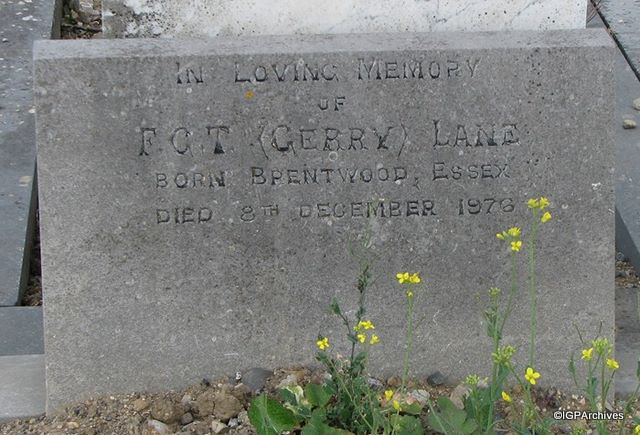 IN LOVING MEMORY
OF
F.G.T. (GERRY) LANE
BORN BRENTWOOD, ESSEX
DIED 8TH DECEMBER 1976
©IGPArchives